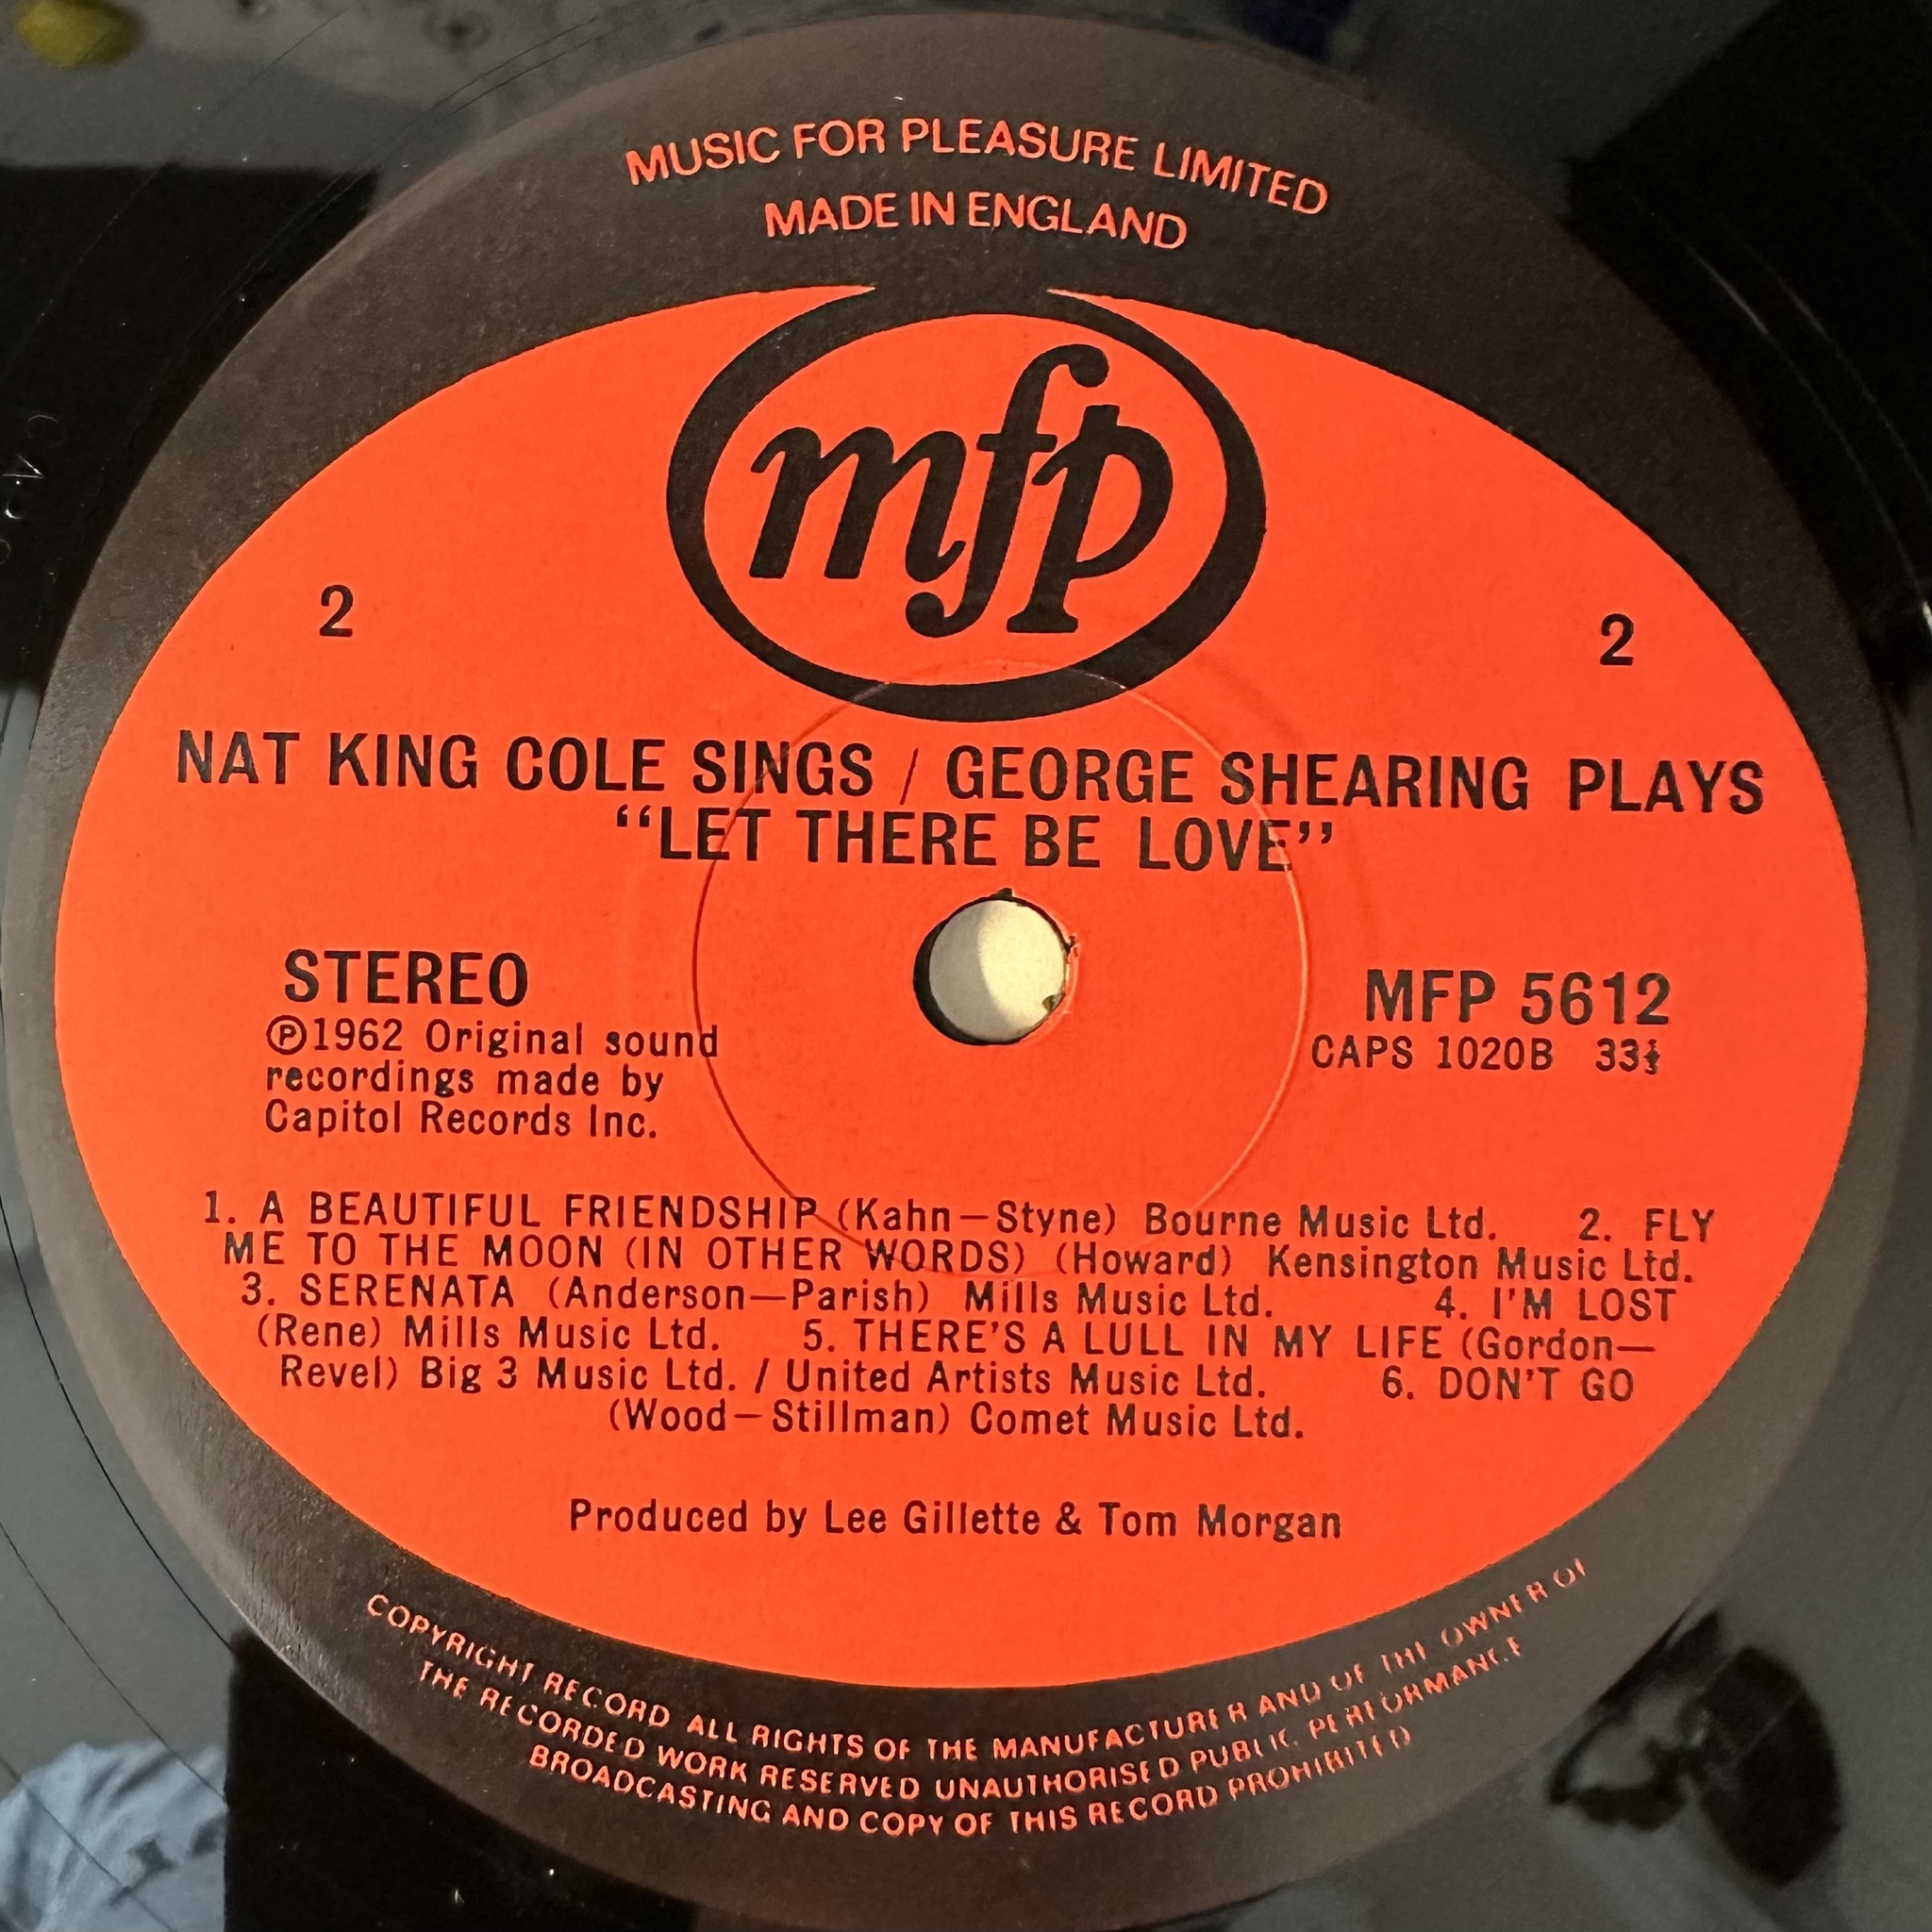 MUSIC FOR PLEASURE LIMITED
MADE IN ENGLAND
mfp
2 2
NAT KING COLE SINGS / GEORGE SHEARING PLAYS
“LET THERE BE LOVE”
STEREO
℗1962 Original sound
recordings made by
Capitol Records Inc.
MFP 5612
CAPS 1020B 33⅓
1. A BEAUTIFUL FRIENDSHIP (Kahn—Styne) Bourne Music Ltd. 2. FLY
ME TO THE MOON (IN OTHER WORDS) (Howard) Kensington Music Ltd.
3. SERENATA (Anderson—Parish) Mills Music Ltd. 4. I'M LOST
(Rene) Mills Music Ltd. 5. THERE'S A LULL IN MY LIFE (Gordon—
Revel) Big 3 Music Ltd. / United Artists Music Ltd. 6. DON'T GO
(Wood—Stillman) Comet Music Ltd.
Produced by Lee Gillette & Tom Morgan
COPYRIGHT RECORD ALL RIGHTS OF THE MANUFACTURER AND OF THE OWNER OF
THE RECORDED WORK RESERVED UNAUTHORISED PUBLIC PERFORMANCE
BROADCASTING AND COPY OF THIS RECORD PROHIBITED